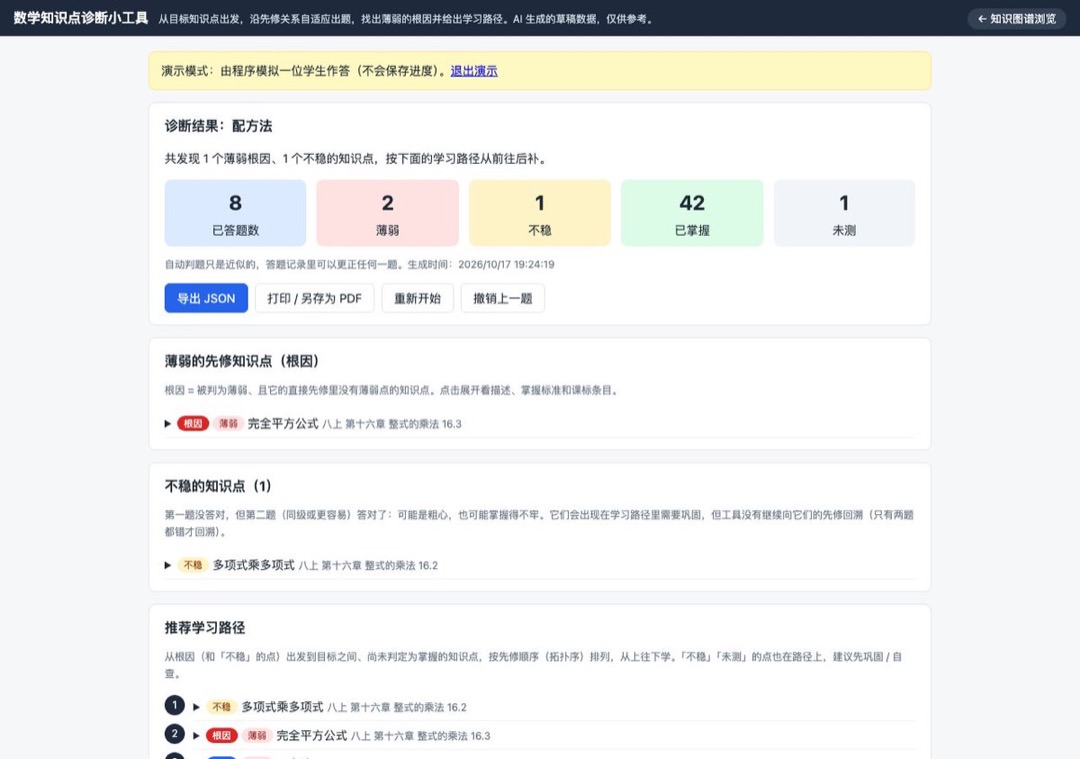 数学知识点诊断小工具 从目标知识点出发，沿先修关系自适应出题，找出薄弱的根因并给出学习路径。AI 生成的草稿数据，仅供参考。 ← 知识图谱浏览
演示模式：由程序模拟一位学生作答（不会保存进度）。退出演示
诊断结果：配方法
共发现 1 个薄弱根因、1 个不稳的知识点，按下面的学习路径从前往后补。
8 2 1 42 1
已答题数 薄弱 不稳 已掌握 未测
自动判题只是近似的，答题记录里可以更正任何一题。生成时间：2026/10/17 19:24:19
导出 JSON 打印 / 另存为 PDF 重新开始 撤销上一题
薄弱的先修知识点（根因）
根因 = 被判为薄弱、且它的直接先修里没有薄弱点的知识点。点击展开看描述、掌握标准和课标条目。
▶ 根因 薄弱 完全平方公式 八上 第十六章 整式的乘法 16.3
不稳的知识点（1）
第一题没答对，但第二题（同级或更容易）答对了：可能是粗心，也可能掌握得不牢。它们会出现在学习路径里需要巩固，但工具没有继续向它们的先修回溯（只有两题
都错才回溯）。
▶ 不稳 多项式乘多项式 八上 第十六章 整式的乘法 16.2
推荐学习路径
从根因（和「不稳」的点）出发到目标之间、尚未判定为掌握的知识点，按先修顺序（拓扑序）排列，从上往下学。「不稳」「未测」的点也在路径上，建议先巩固 / 自
查。
1 ▶ 不稳 多项式乘多项式 八上 第十六章 整式的乘法 16.2
2 ▶ 根因 薄弱 完全平方公式 八上 第十六章 整式的乘法 16.3